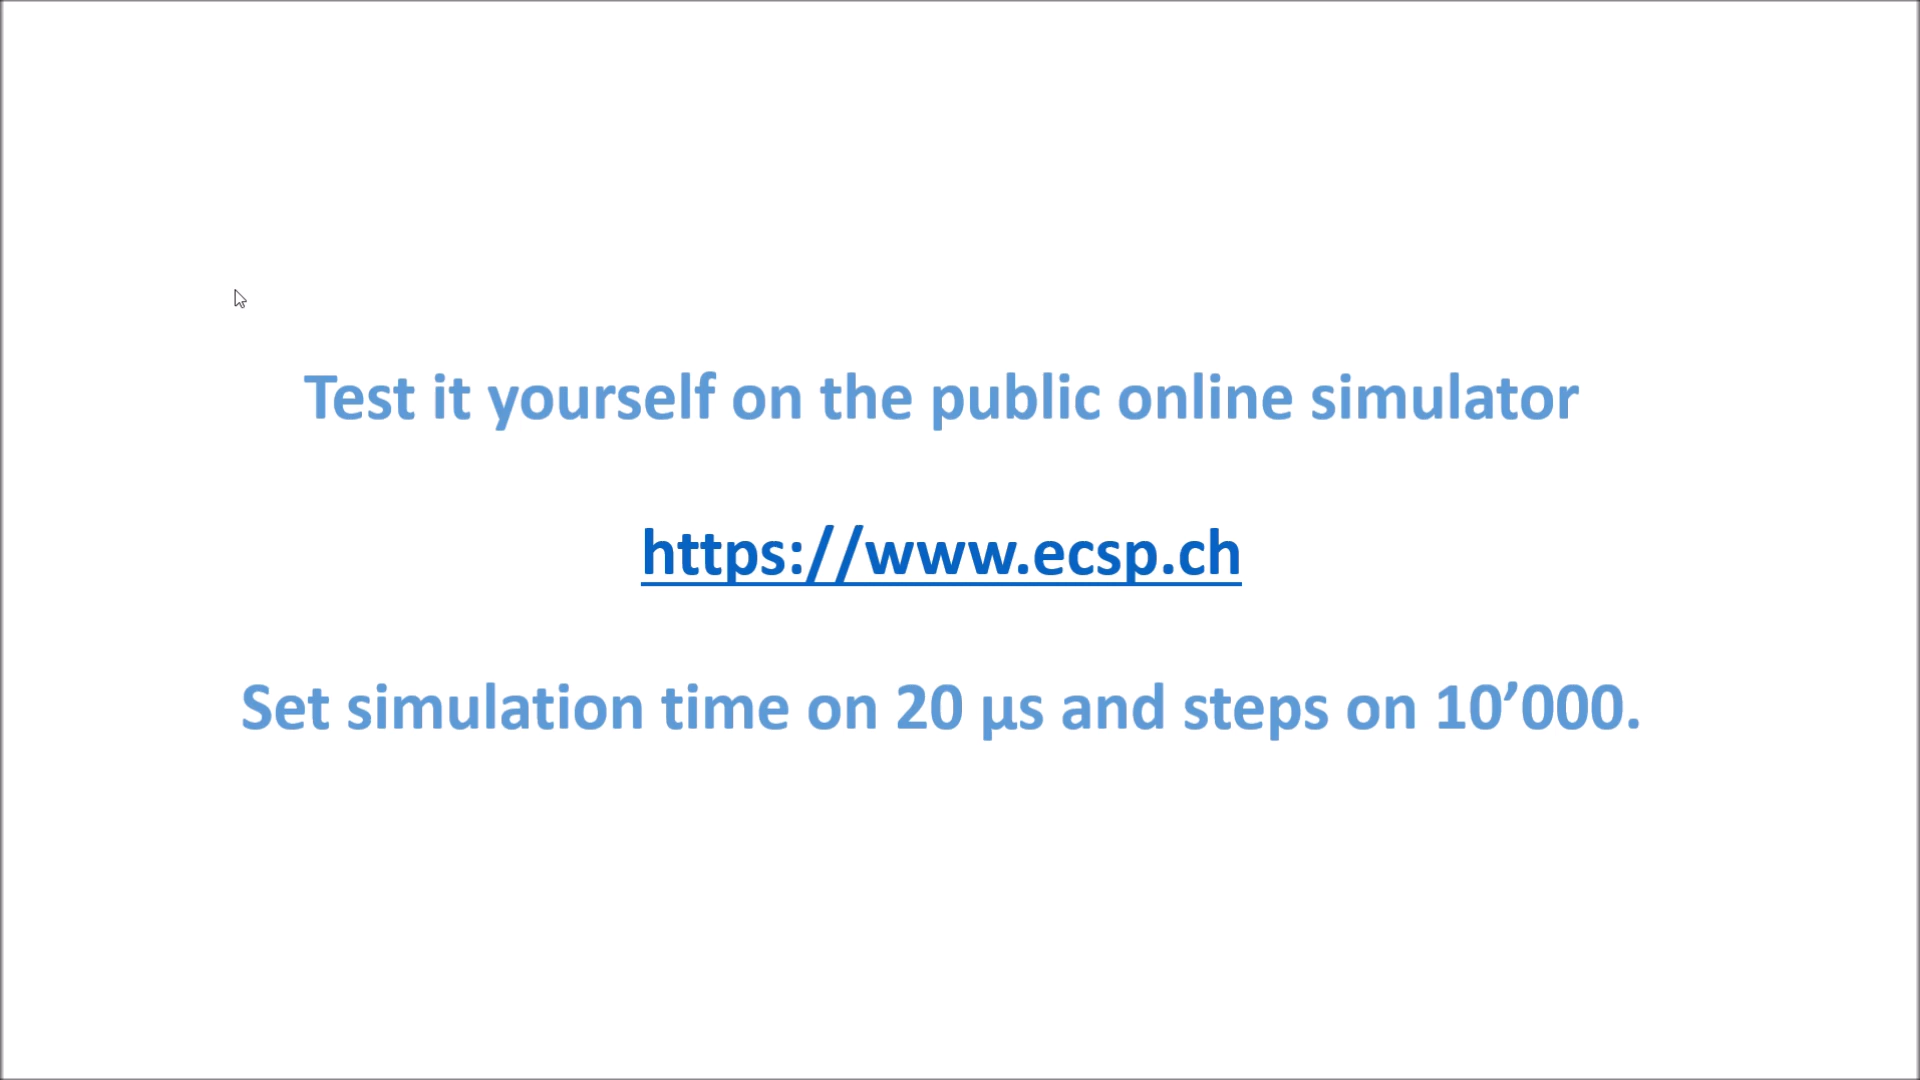 Test it yourself on the public online simulator
https://www.ecsp.ch
Set simulation time on 20 µs and steps on 10’000.